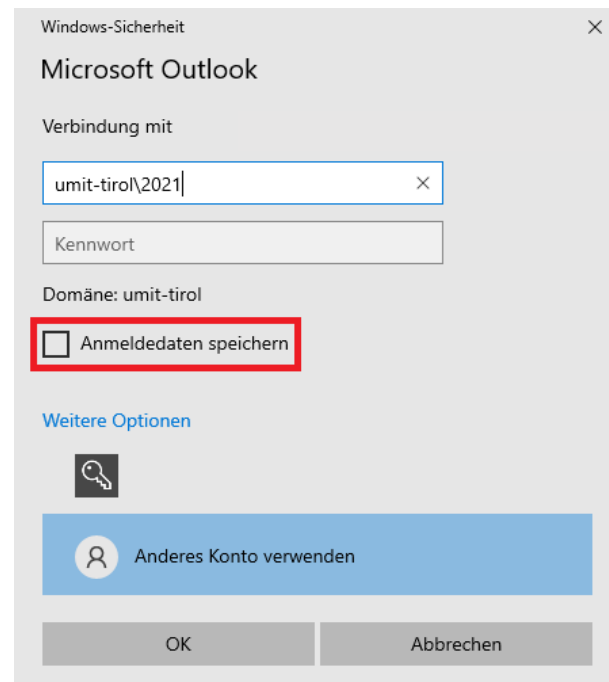 Windows-Sicherheit
Microsoft Outlook
Verbindung mit
umit-tirol\2021
Kennwort
Domäne: umit-tirol
Anmeldedaten speichern
Weitere Optionen
Anderes Konto verwenden
OK
Abbrechen